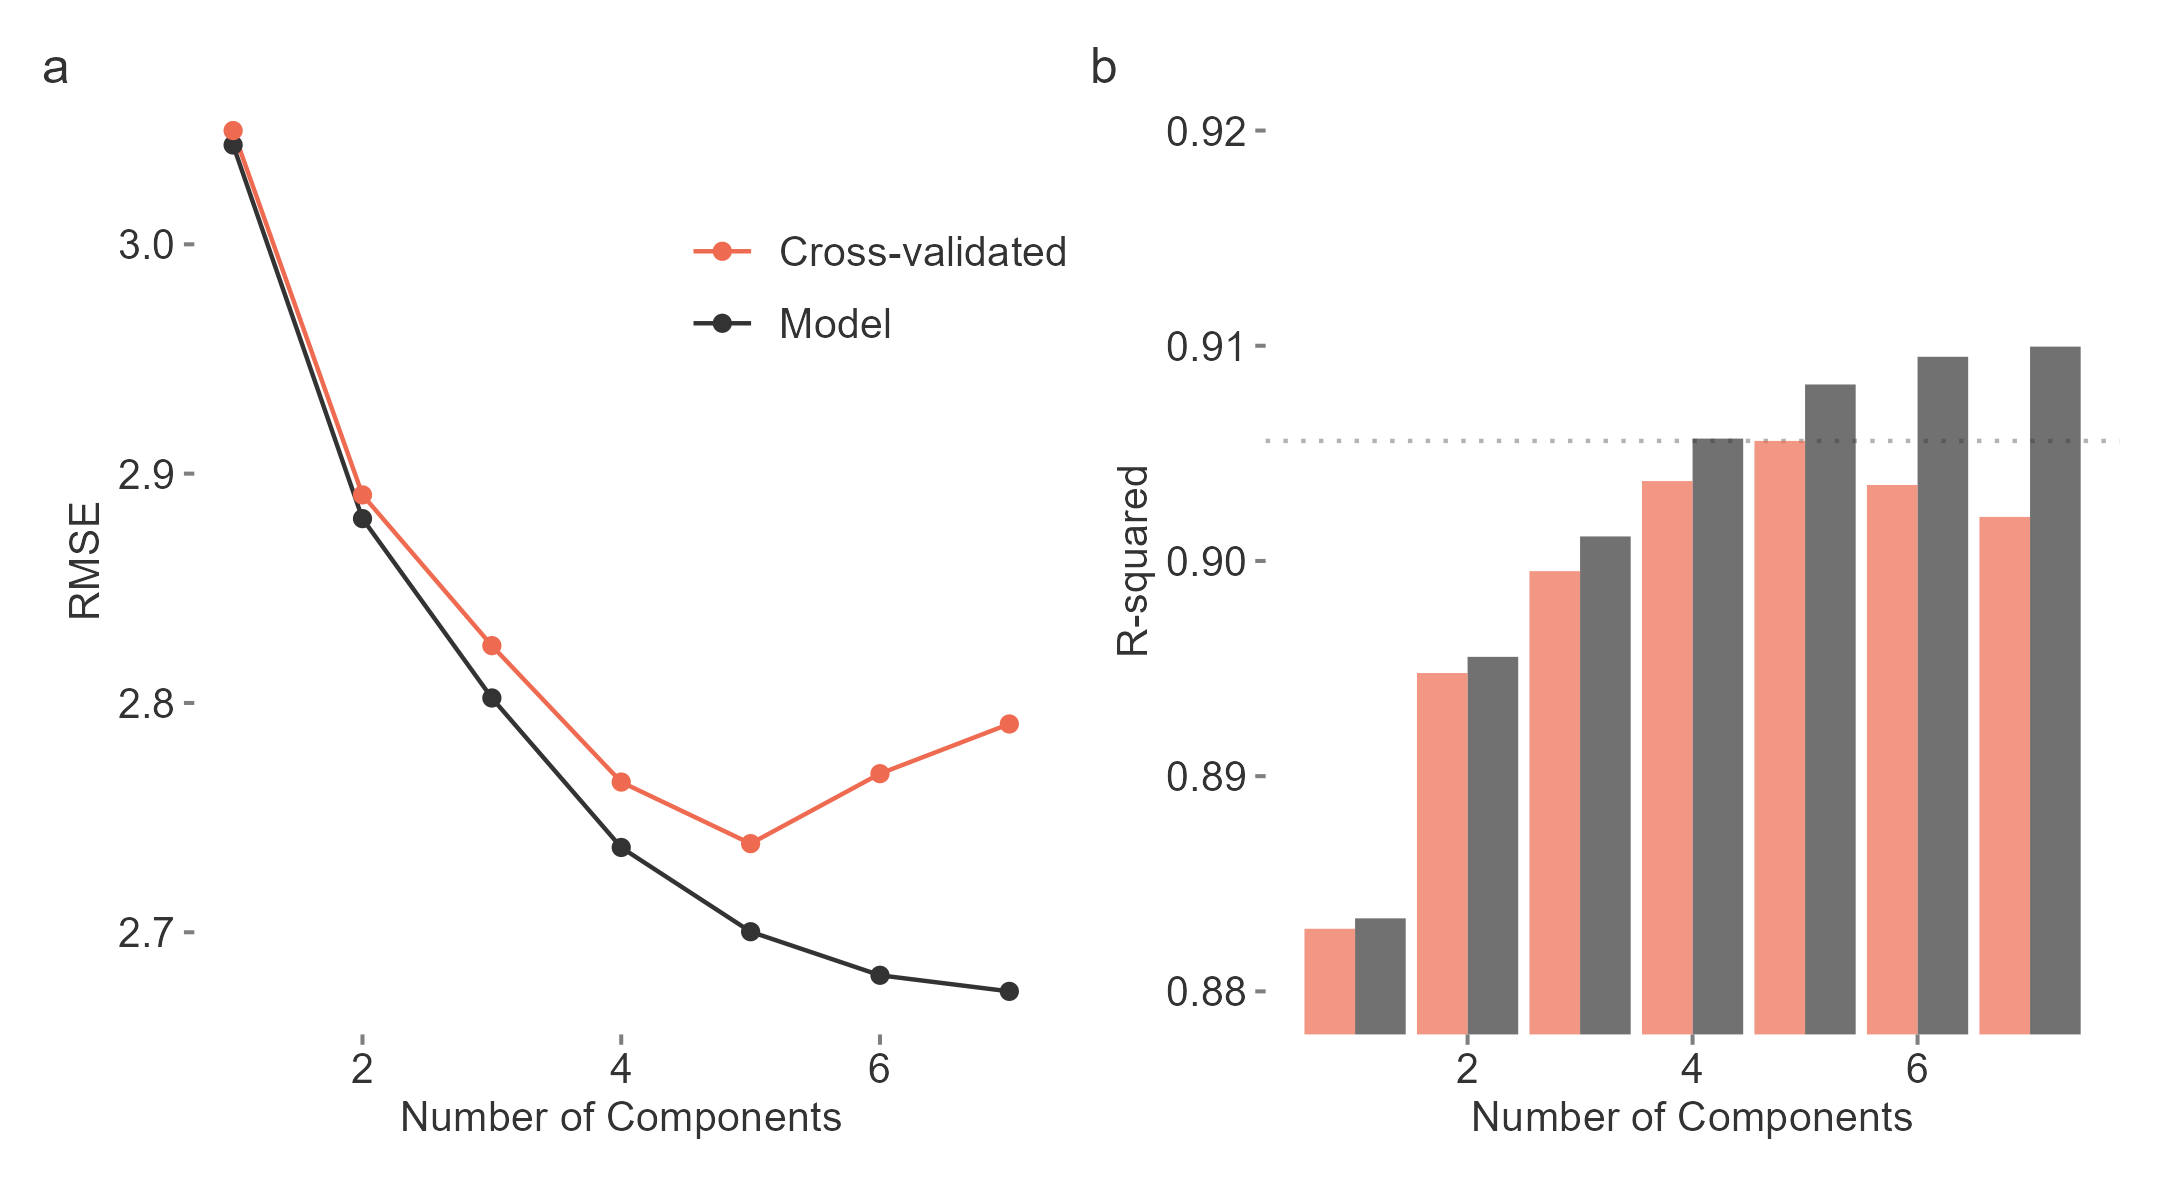 a
3.0
2.9
2.8
2.7
RMSE
2 4 6
Number of Components
Cross-validated
Model
b
0.92
0.91
0.90
0.89
0.88
R-squared
2 4 6
Number of Components